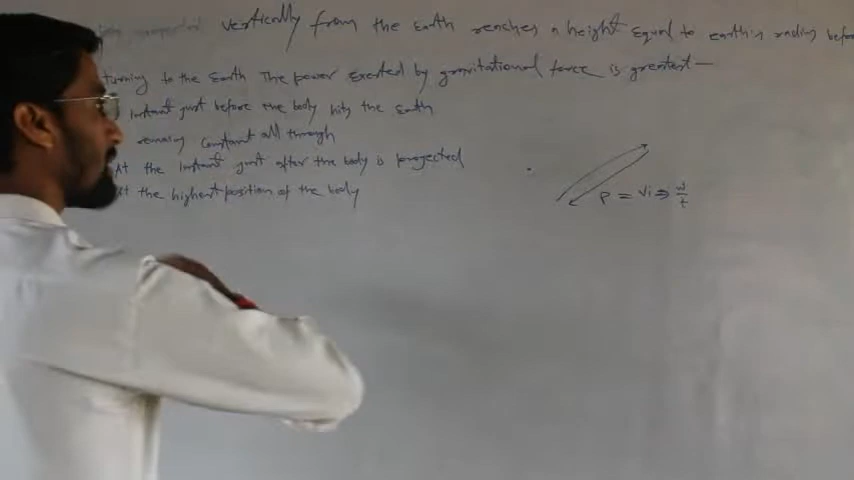 vertically from the Earth reaches a height Equal to earth's radius before
turning to the Earth The power Exerted by gravitational force is greatest—
instant just before the body hits the Earth
remains constant all through
At the instant just after the body is projected
At the highest position of the body
P = Vi ⇒ w/t